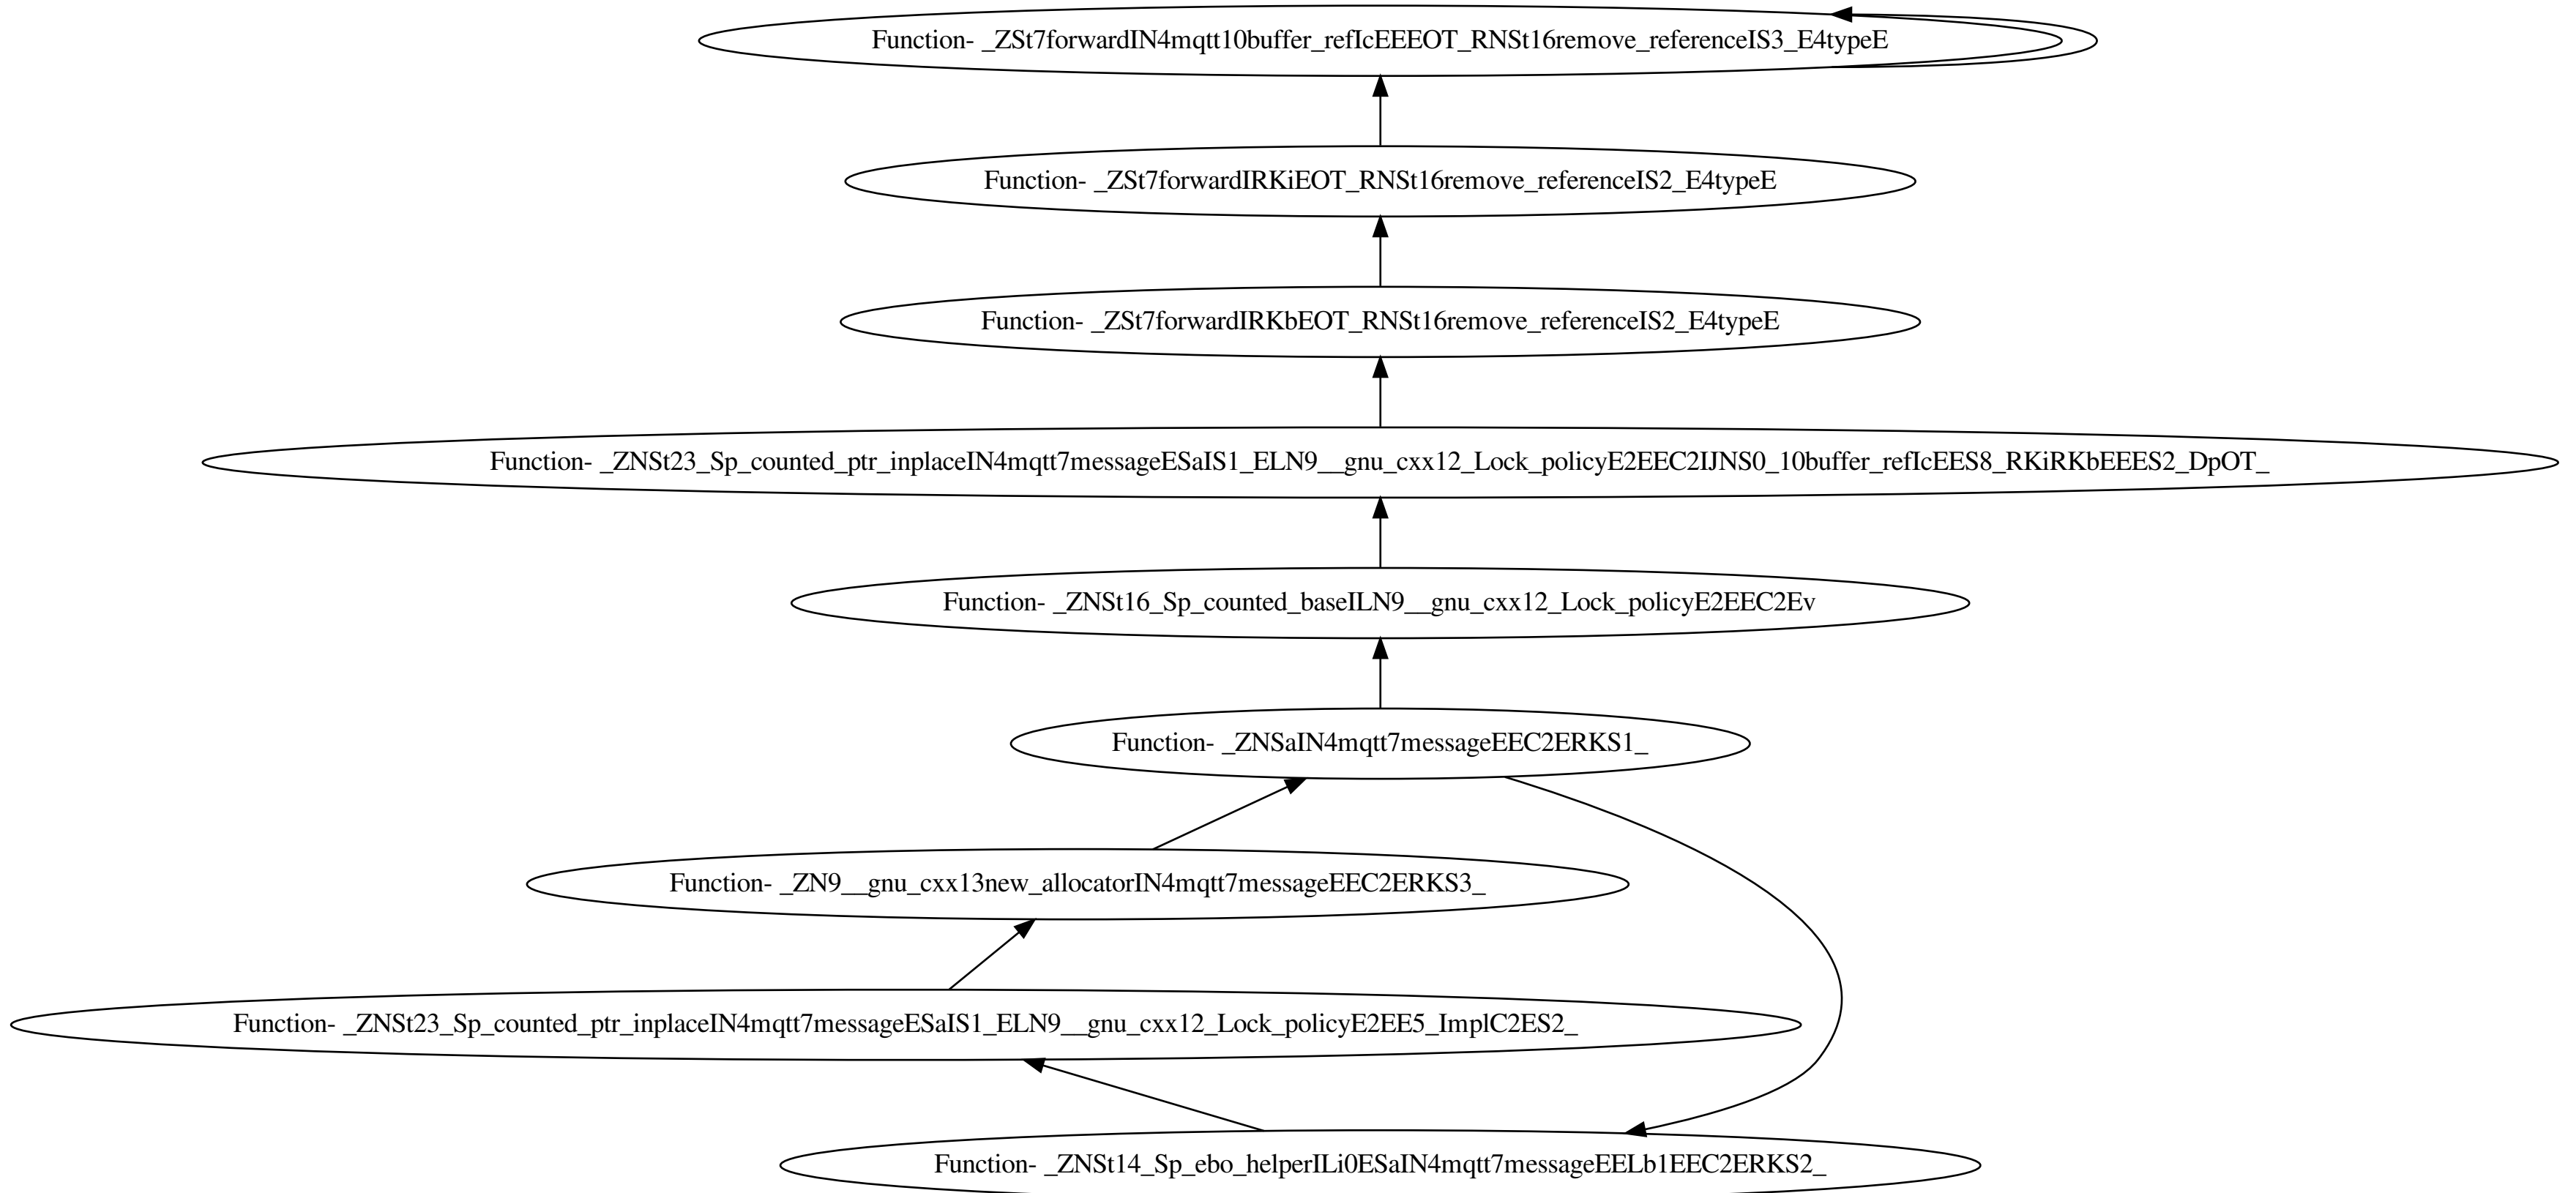 Function- _ZSt7forwardIN4mqtt10buffer_refIcEEEOT_RNSt16remove_referenceIS3_E4typeE
Function- _ZSt7forwardIRKiEOT_RNSt16remove_referenceIS2_E4typeE
Function- _ZSt7forwardIRKbEOT_RNSt16remove_referenceIS2_E4typeE
Function- _ZNSt23_Sp_counted_ptr_inplaceIN4mqtt7messageESaIS1_ELN9__gnu_cxx12_Lock_policyE2EEC2IJNS0_10buffer_refIcEES8_RKiRKbEEES2_DpOT_
Function- _ZNSt16_Sp_counted_baseILN9__gnu_cxx12_Lock_policyE2EEC2Ev
Function- _ZNSaIN4mqtt7messageEEC2ERKS1_
Function- _ZN9__gnu_cxx13new_allocatorIN4mqtt7messageEEC2ERKS3_
Function- _ZNSt23_Sp_counted_ptr_inplaceIN4mqtt7messageESaIS1_ELN9__gnu_cxx12_Lock_policyE2EE5_ImplC2ES2_
Function- _ZNSt14_Sp_ebo_helperILi0ESaIN4mqtt7messageEELb1EEC2ERKS2_